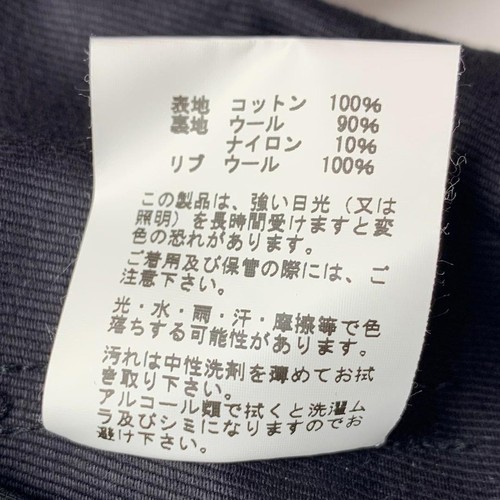 表地 コットン 100%
裏地 ウール 90%
ナイロン 10%
リブ ウール 100%
この製品は、強い日光（又は
照明）を長時間受けますと変
色の恐れがあります。
ご着用及び保管の際には、ご
注意下さい。
光・水・雨・汗・摩擦等で色
落ちする可能性があります。
汚れは中性洗剤を薄めてお拭
き取り下さい。
アルコール類で拭くと洗濯ム
ラ及びシミになりますのでお
避け下さい。